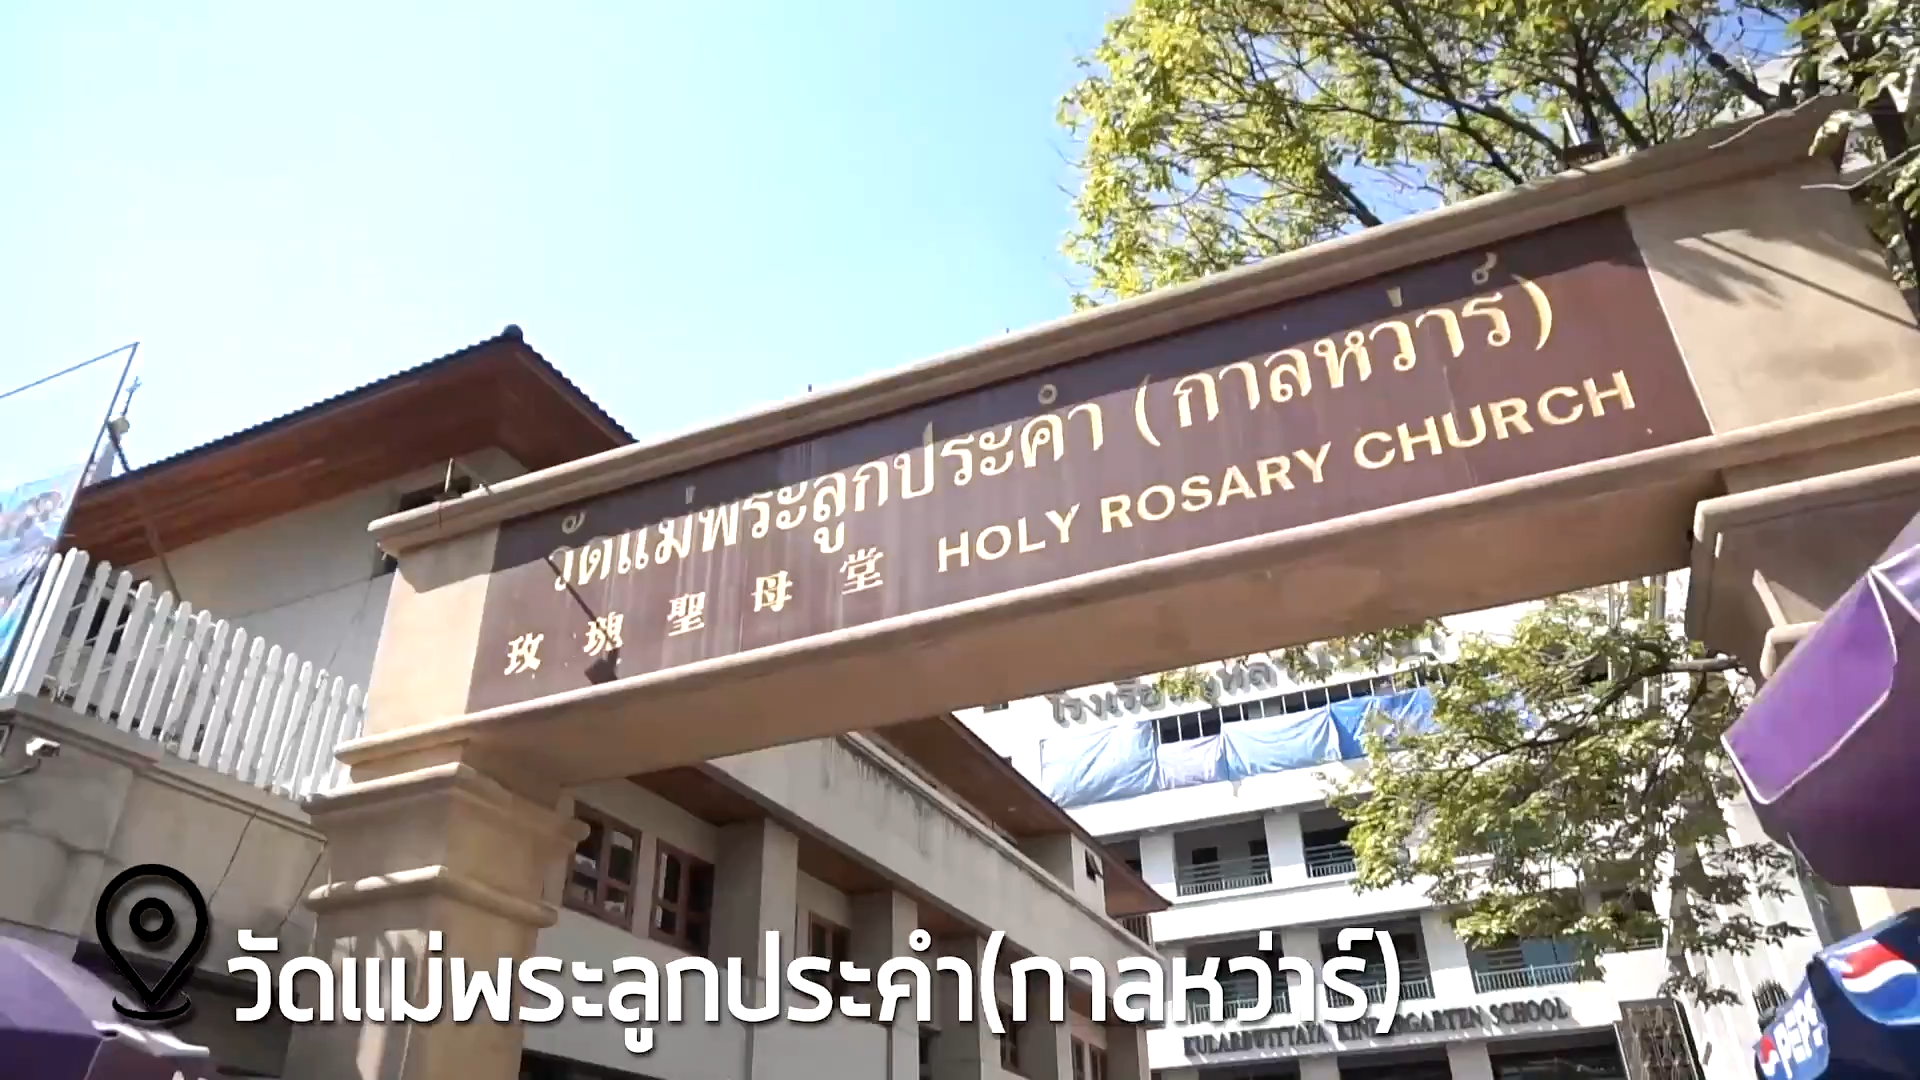 วัดแม่พระลูกประคำ (กาลหว่าร์)
玫瑰聖母堂 HOLY ROSARY CHURCH
KULARBWITTAYA KINDERGARTEN SCHOOL
วัดแม่พระลูกประคำ(กาลหว่าร์)